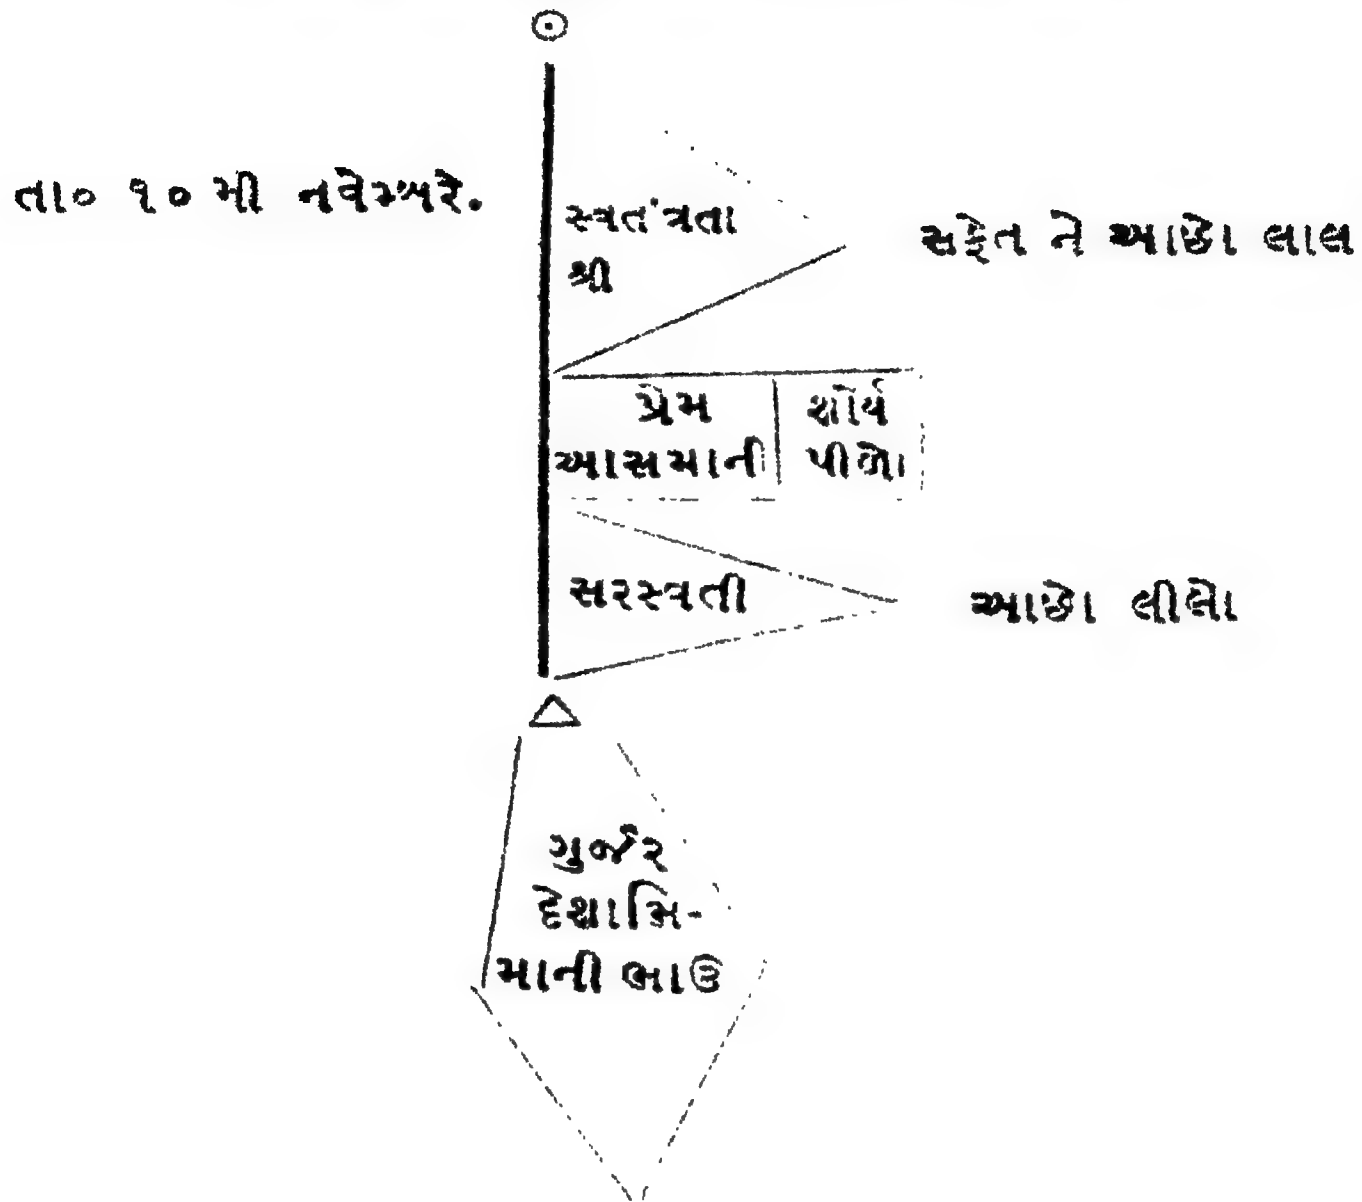 તા૦ ૧૦ મી નવેમ્બરે.
સ્વતંત્રતા
શ્રી
સફેત ને આછો લાલ
પ્રેમ
આસમાની
શૌર્ય
પીળો
સરસ્વતી
આછો લીલો
ગુર્જર
દેશાભિ-
માની ભાઉ